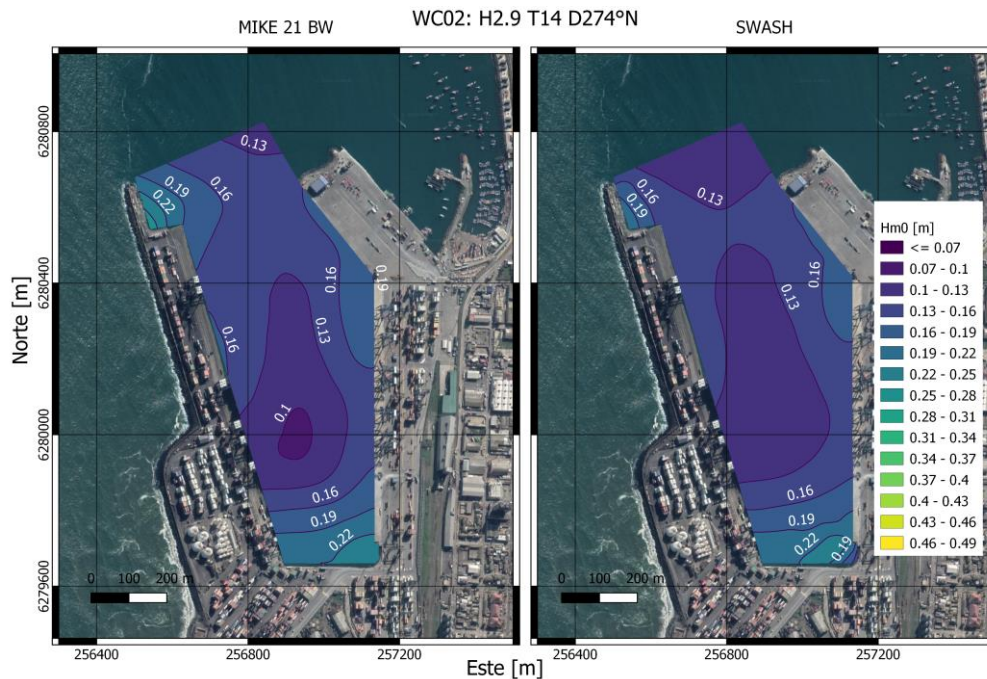 WC02: H2.9 T14 D274°N
MIKE 21 BW
SWASH
Norte [m]
6280800
6280400
6280000
6279600
0.13
0.16
0.19
0.22
0.16
0.19
0.13
0.16
0.1
0.16
0.19
0.22
0 100 200 m
0.16
0.19
0.13
0.16
0.13
0.16
0.19
0.22
0.19
0 100 200 m
Hm0 [m]
<= 0.07
0.07 - 0.1
0.1 - 0.13
0.13 - 0.16
0.16 - 0.19
0.19 - 0.22
0.22 - 0.25
0.25 - 0.28
0.28 - 0.31
0.31 - 0.34
0.34 - 0.37
0.37 - 0.4
0.4 - 0.43
0.43 - 0.46
0.46 - 0.49
256400 256800 257200
256400 256800 257200
Este [m]